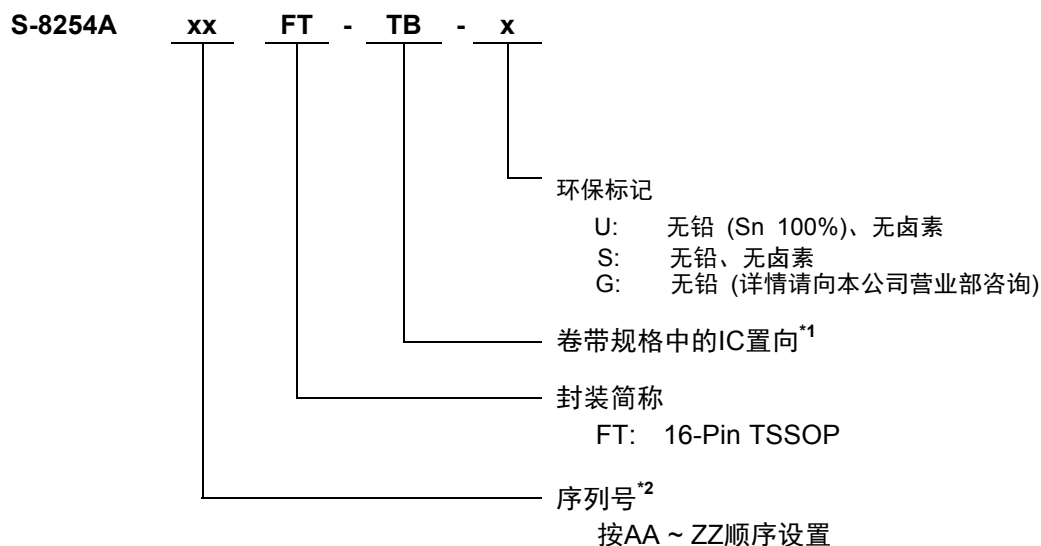 S-8254A xx FT - TB - x
环保标记
U: 无铅 (Sn 100%)、无卤素
S: 无铅、无卤素
G: 无铅 (详情请向本公司营业部咨询)
卷带规格中的IC置向*1
封装简称
FT: 16-Pin TSSOP
序列号*2
按AA ~ ZZ顺序设置